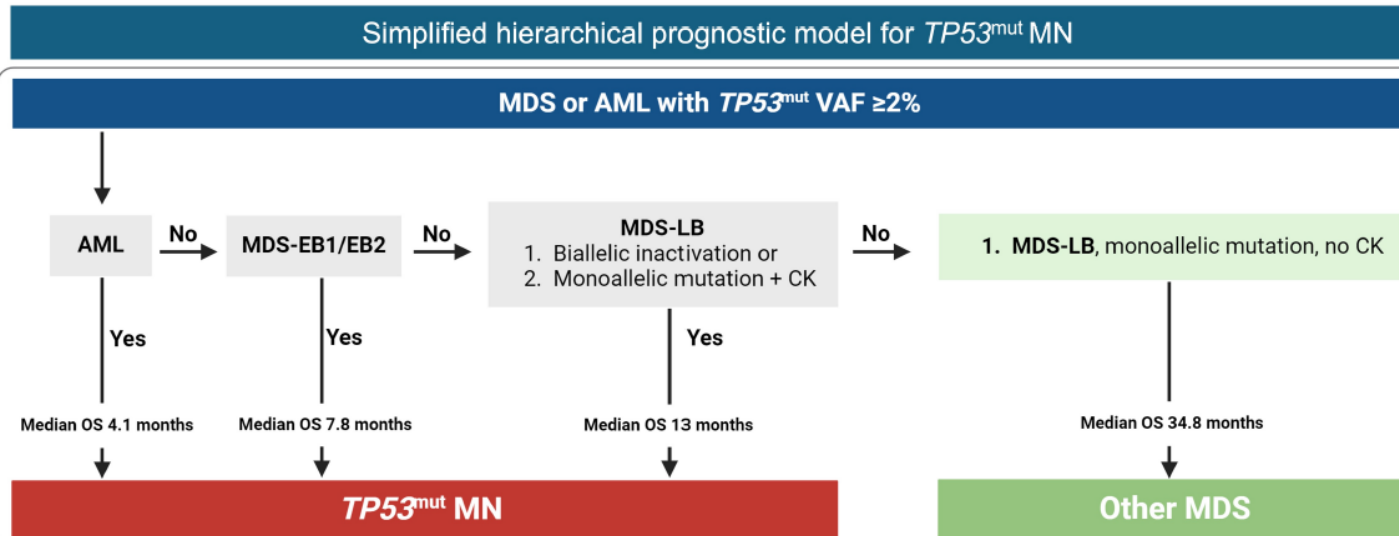 Simplified hierarchical prognostic model for TP53ᵐᵘᵗ MN
MDS or AML with TP53ᵐᵘᵗ VAF ≥2%
AML
No
MDS-EB1/EB2
No
MDS-LB
1. Biallelic inactivation or
2. Monoallelic mutation + CK
No
1. MDS-LB, monoallelic mutation, no CK
Yes
Yes
Yes
Median OS 4.1 months
Median OS 7.8 months
Median OS 13 months
Median OS 34.8 months
TP53ᵐᵘᵗ MN
Other MDS